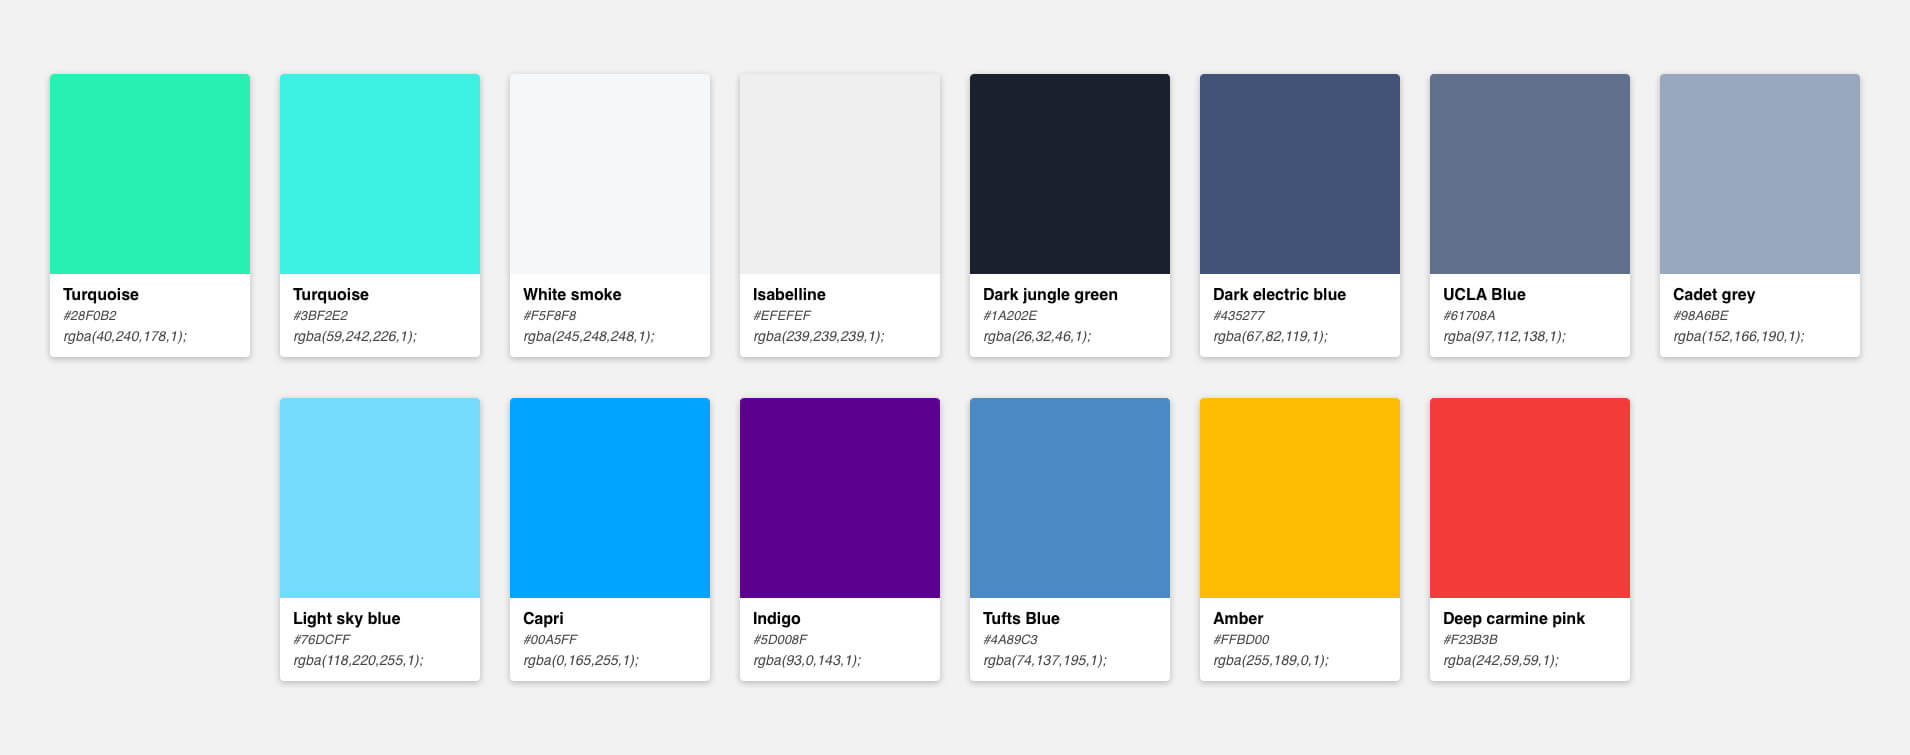 Turquoise
#28F0B2
rgba(40,240,178,1);
Turquoise
#3BF2E2
rgba(59,242,226,1);
White smoke
#F5F8F8
rgba(245,248,248,1);
Isabelline
#EFEFEF
rgba(239,239,239,1);
Dark jungle green
#1A202E
rgba(26,32,46,1);
Dark electric blue
#435277
rgba(67,82,119,1);
UCLA Blue
#61708A
rgba(97,112,138,1);
Cadet grey
#98A6BE
rgba(152,166,190,1);
Light sky blue
#76DCFF
rgba(118,220,255,1);
Capri
#00A5FF
rgba(0,165,255,1);
Indigo
#5D008F
rgba(93,0,143,1);
Tufts Blue
#4A89C3
rgba(74,137,195,1);
Amber
#FFBD00
rgba(255,189,0,1);
Deep carmine pink
#F23B3B
rgba(242,59,59,1);